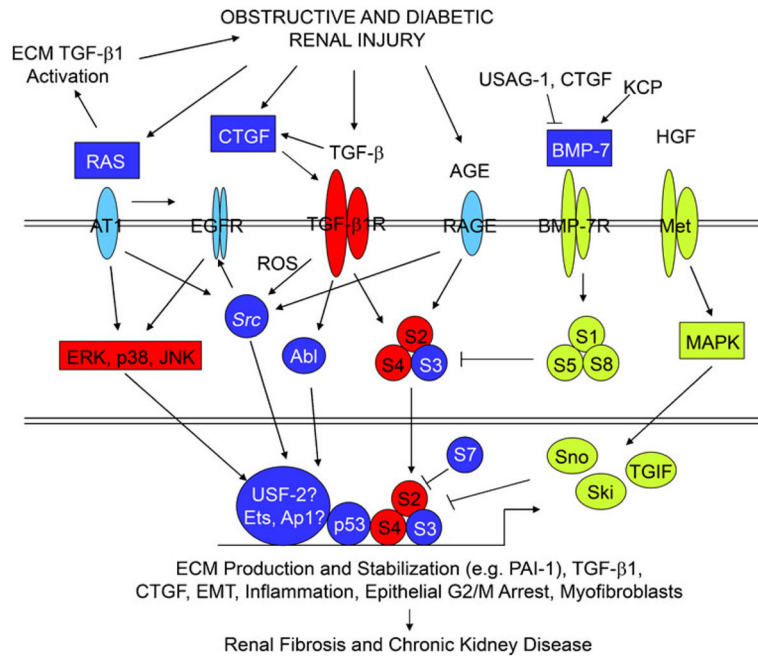 OBSTRUCTIVE AND DIABETIC
RENAL INJURY
ECM TGF-β1
Activation
USAG-1, CTGF
KCP
RAS
CTGF
TGF-β
AGE
BMP-7
HGF
AT1
EGFR
TGF-β1R
RAGE
BMP-7R
Met
ROS
Src
Abl
ERK, p38, JNK
S2
S4
S3
S1
S5
S8
MAPK
S7
Sno
Ski
TGIF
USF-2?
Ets, Ap1?
p53
S2
S4
S3
ECM Production and Stabilization (e.g. PAI-1), TGF-β1,
CTGF, EMT, Inflammation, Epithelial G2/M Arrest, Myofibroblasts
Renal Fibrosis and Chronic Kidney Disease